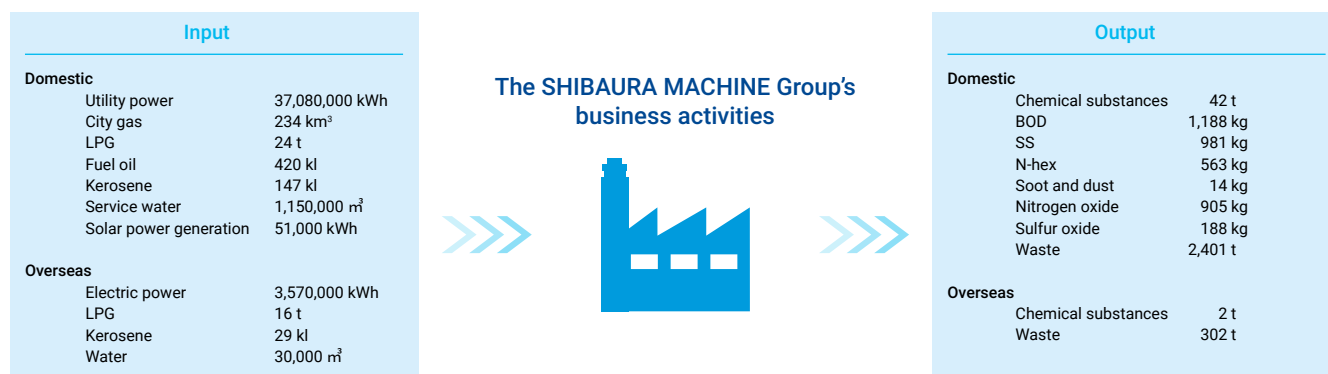 Input
Domestic
Utility power 37,080,000 kWh
City gas 234 km³
LPG 24 t
Fuel oil 420 kl
Kerosene 147 kl
Service water 1,150,000 ㎥
Solar power generation 51,000 kWh
Overseas
Electric power 3,570,000 kWh
LPG 16 t
Kerosene 29 kl
Water 30,000 ㎥
The SHIBAURA MACHINE Group’s
business activities
Output
Domestic
Chemical substances 42 t
BOD 1,188 kg
SS 981 kg
N-hex 563 kg
Soot and dust 14 kg
Nitrogen oxide 905 kg
Sulfur oxide 188 kg
Waste 2,401 t
Overseas
Chemical substances 2 t
Waste 302 t